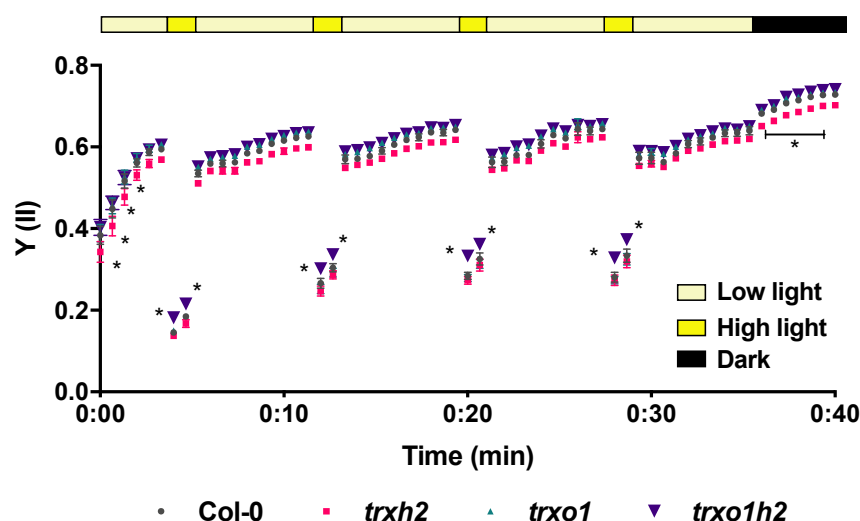 0.8
0.6
0.4
0.2
0.0
Y (II)
* * * *
* *
* *
* *
* *
*
Low light
High light
Dark
0:00 0:10 0:20 0:30 0:40
Time (min)
Col-0 trxh2 trxo1 trxo1h2